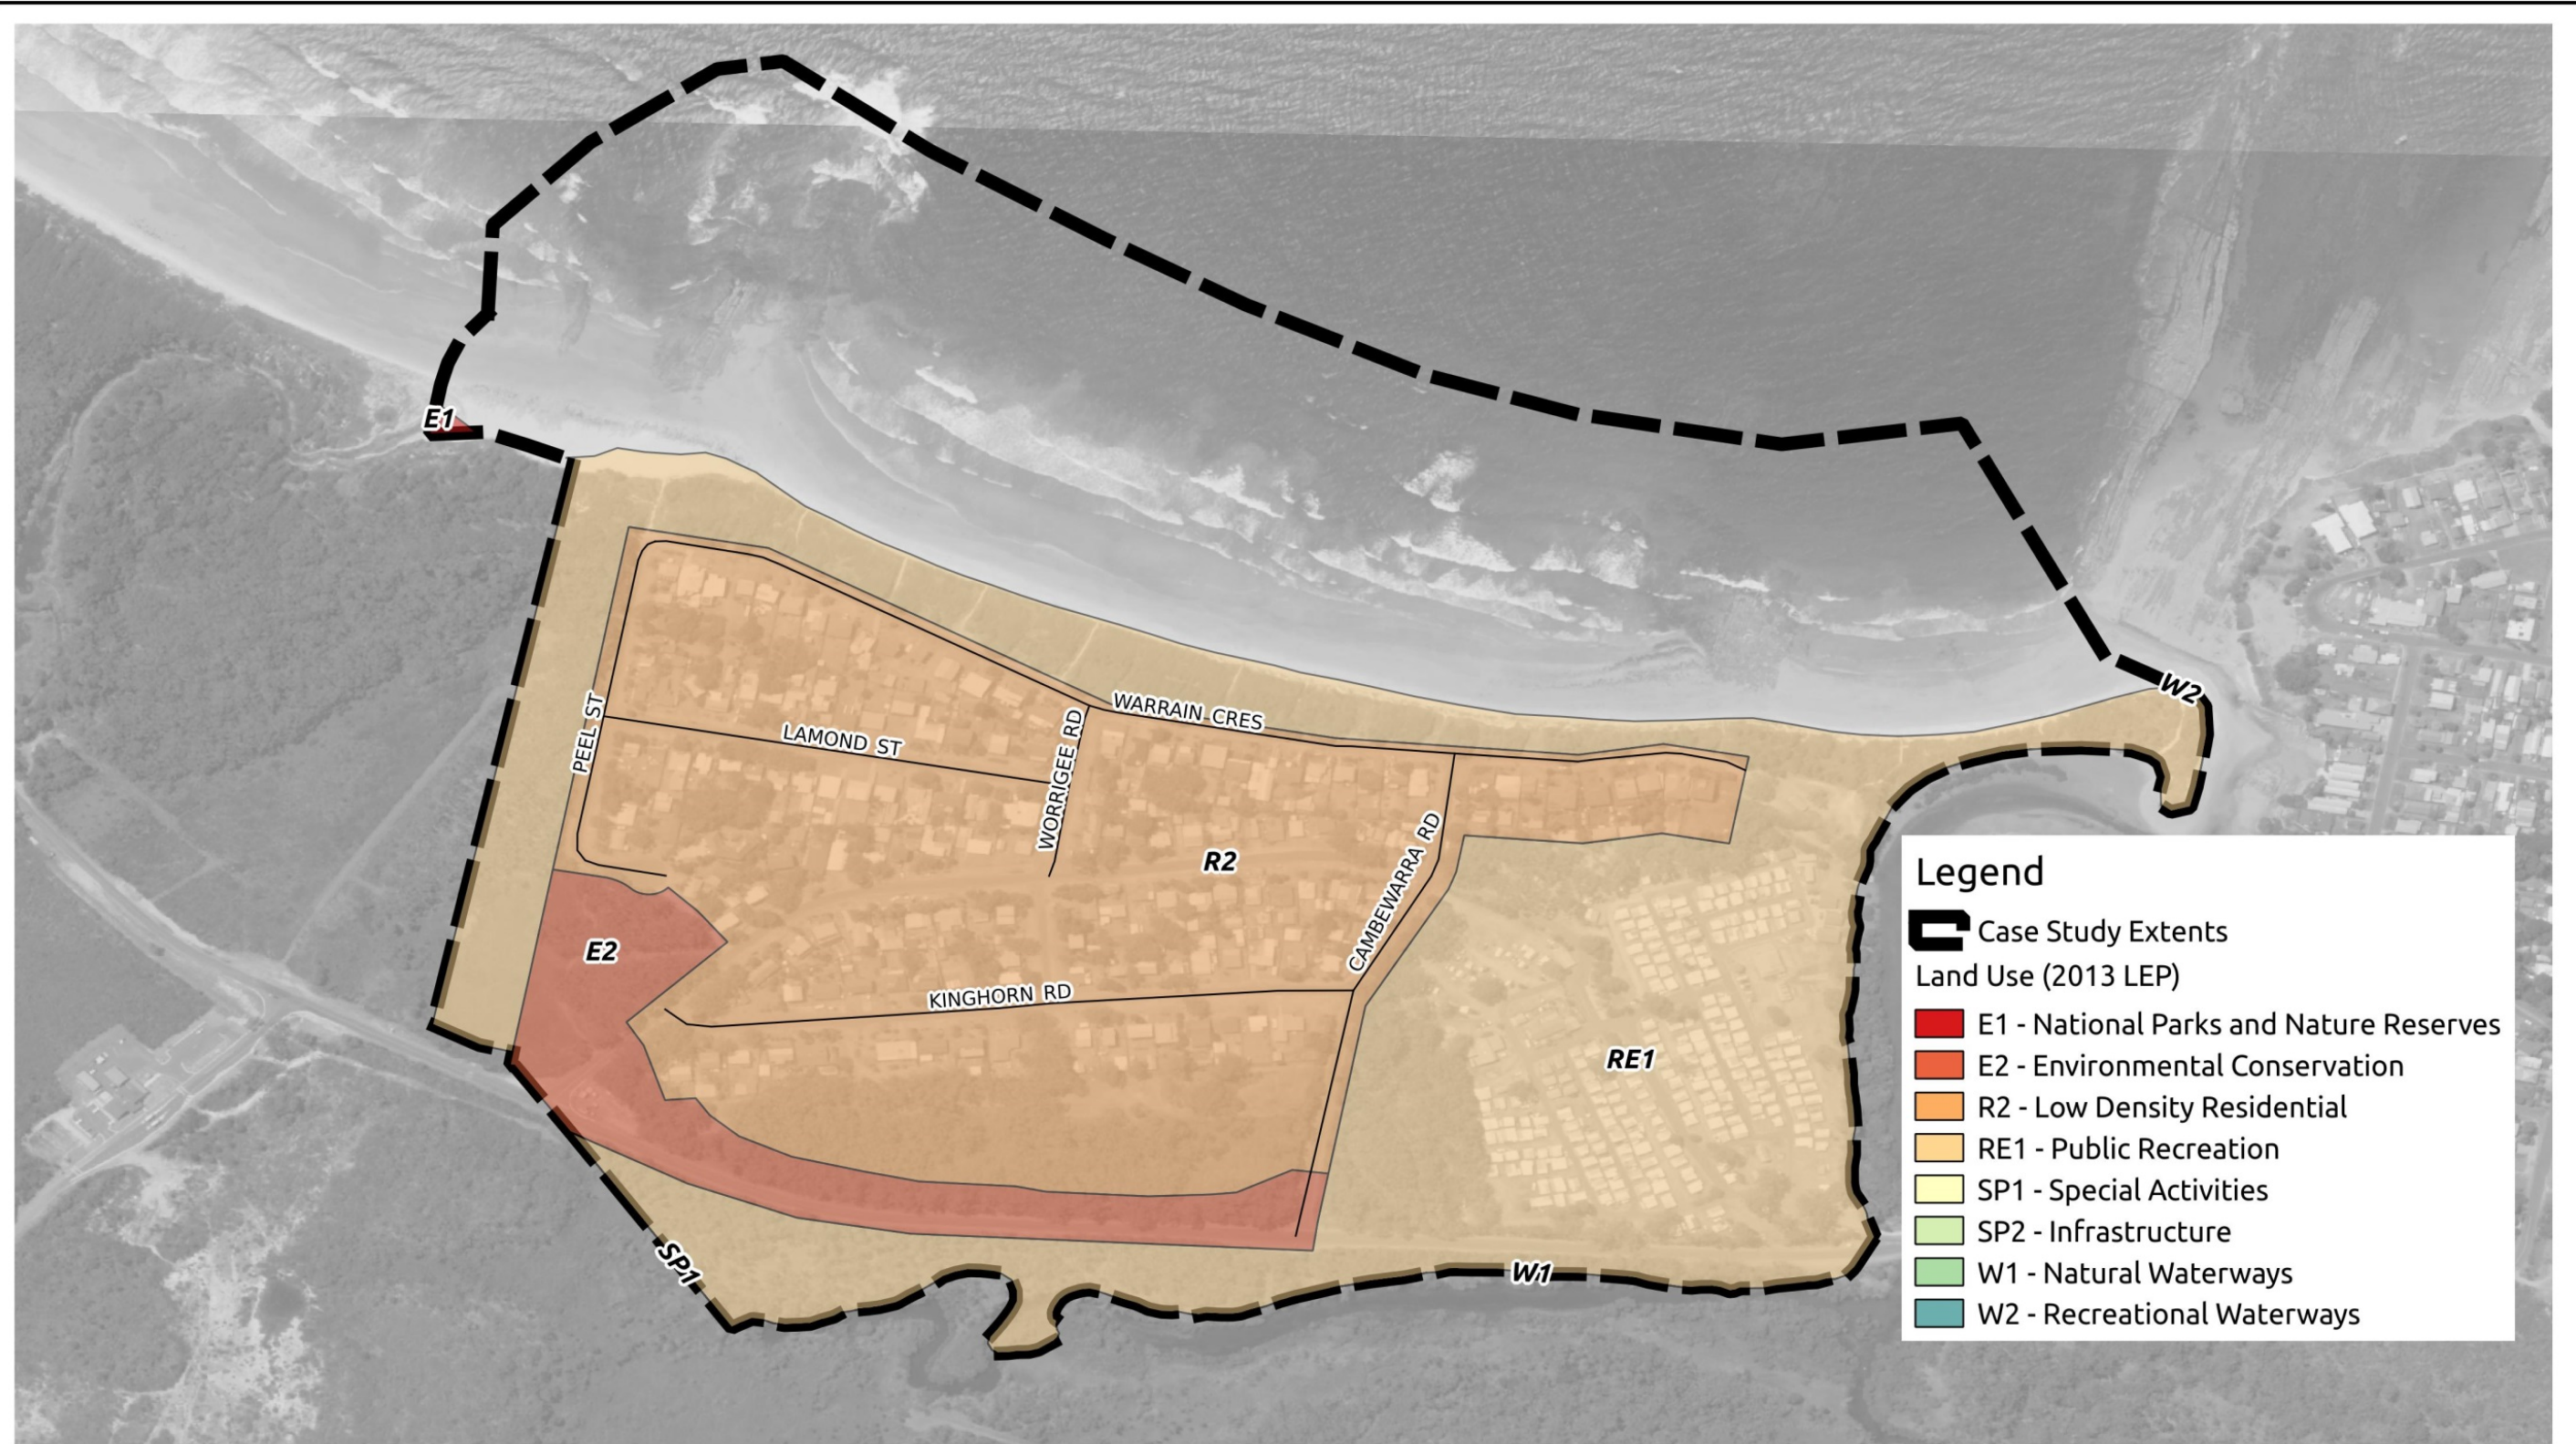 E1
W2
WARRAIN CRES
PEEL ST
LAMOND ST
WORRIGEE RD
CAMBEWARRA RD
R2
E2
KINGHORN RD
RE1
SP1
W1
Legend
Case Study Extents
Land Use (2013 LEP)
E1 - National Parks and Nature Reserves
E2 - Environmental Conservation
R2 - Low Density Residential
RE1 - Public Recreation
SP1 - Special Activities
SP2 - Infrastructure
W1 - Natural Waterways
W2 - Recreational Waterways